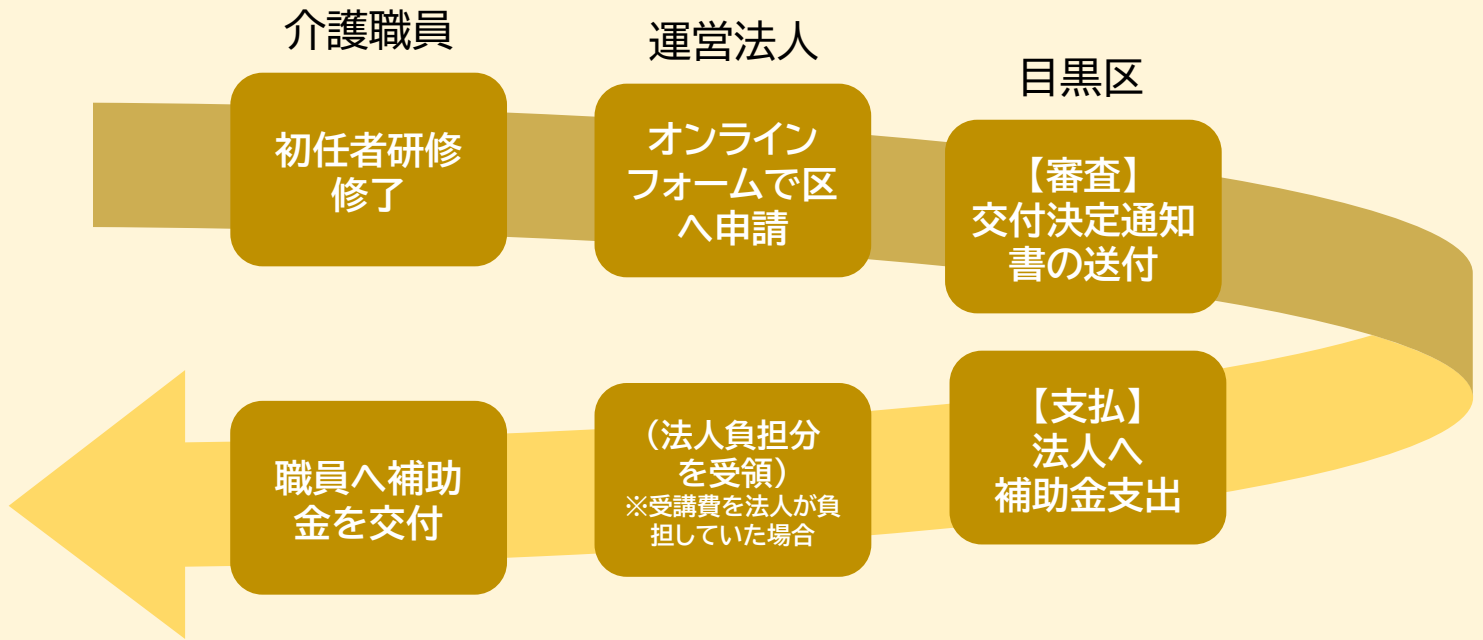 介護職員
運営法人
目黒区
初任者研修
修了
オンライン
フォームで区
へ申請
【審査】
交付決定通知
書の送付
【支払】
法人へ
補助金支出
（法人負担分
を受領）
※受講費を法人が負
担していた場合
職員へ補助
金を交付